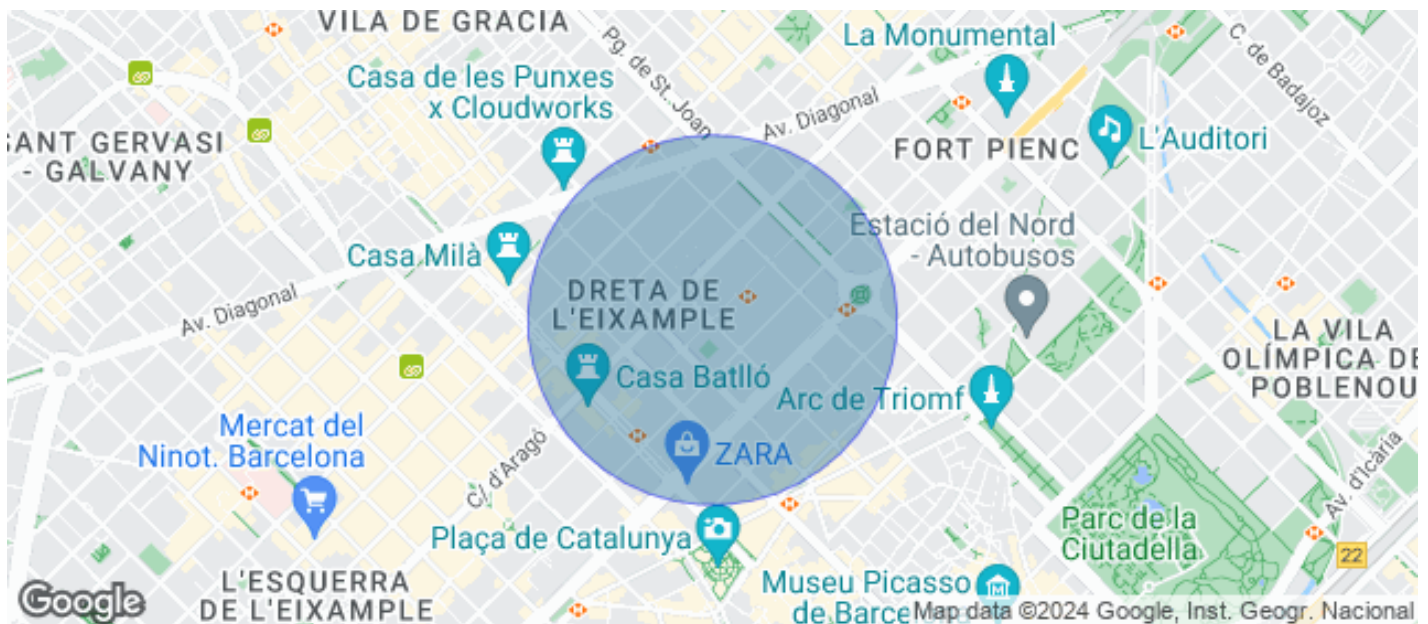 VILA DE GRÀCIA
Pg. de St. Joan
La Monumental
C. de Badajoz
Casa de les Punxes
x Cloudworks
Av. Diagonal
SANT GERVASI
- GALVANY
FORT PIENC
L'Auditori
Estació del Nord
- Autobusos
Casa Milà
Av. Diagonal
DRETA DE
L'EIXAMPLE
LA VILA
OLÍMPICA DE
POBLENOU
Casa Batlló
Arc de Triomf
Mercat del
Ninot. Barcelona
C/ d'Aragó
ZARA
Av. d'Icària
Plaça de Catalunya
Parc de la
Ciutadella
22
L'ESQUERRA
DE L'EIXAMPLE
Museu Picasso
de Barce
Google
Map data ©2024 Google, Inst. Geogr. Nacional